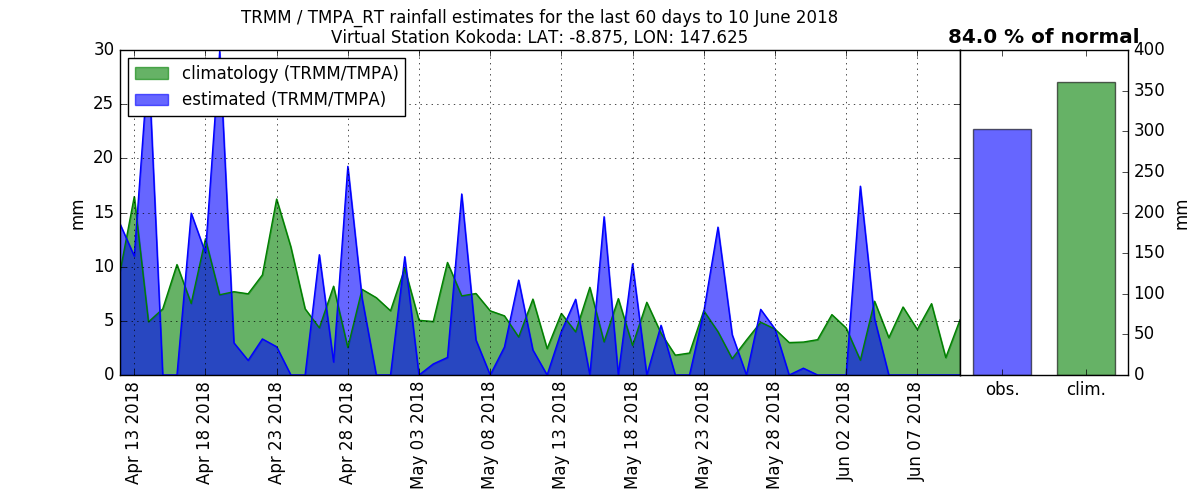 TRMM / TMPA_RT rainfall estimates for the last 60 days to 10 June 2018
Virtual Station Kokoda: LAT: -8.875, LON: 147.625
84.0 % of normal
climatology (TRMM/TMPA)
estimated (TRMM/TMPA)
30
25
20
15
10
5
0
mm
400
350
300
250
200
150
100
50
0
mm
Apr 13 2018
Apr 18 2018
Apr 23 2018
Apr 28 2018
May 03 2018
May 08 2018
May 13 2018
May 18 2018
May 23 2018
May 28 2018
Jun 02 2018
Jun 07 2018
obs.
clim.